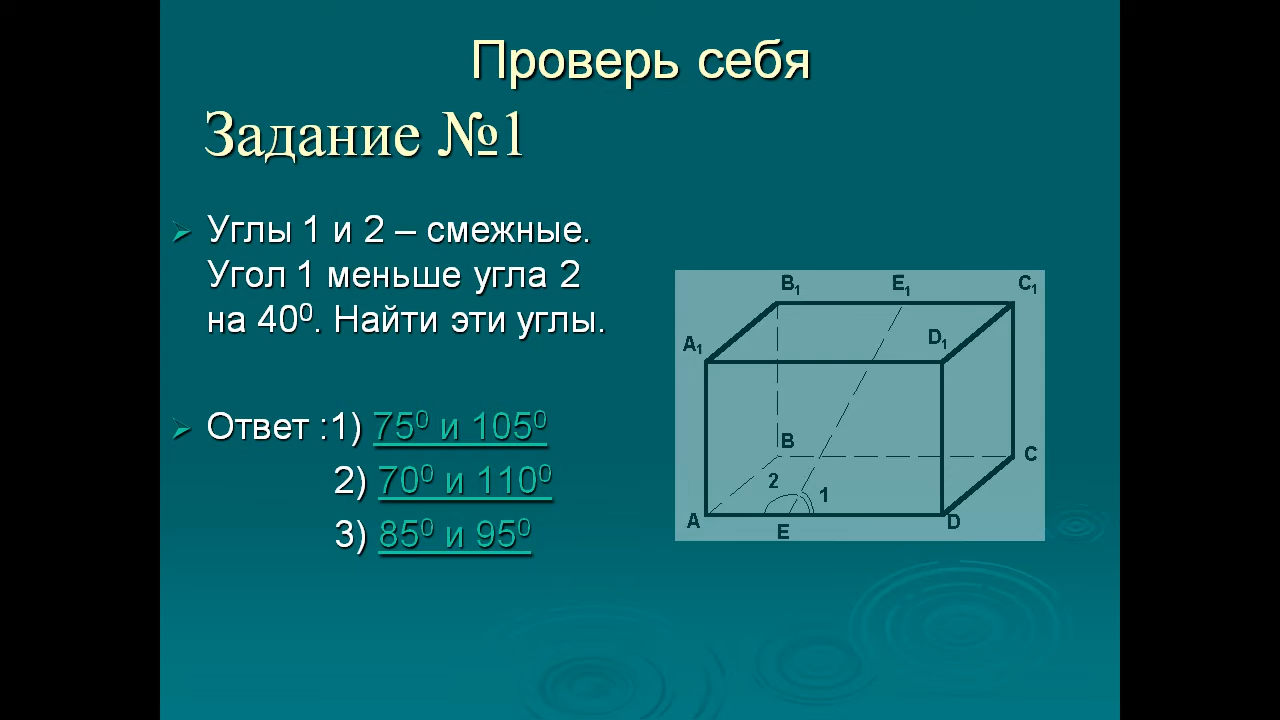 Проверь себя
Задание №1
Углы 1 и 2 – смежные.
Угол 1 меньше угла 2
на 40⁰. Найти эти углы.
Ответ :1) 75⁰ и 105⁰
2) 70⁰ и 110⁰
3) 85⁰ и 95⁰
B₁ E₁ C₁
A₁ D₁
B C
2 1
A E D